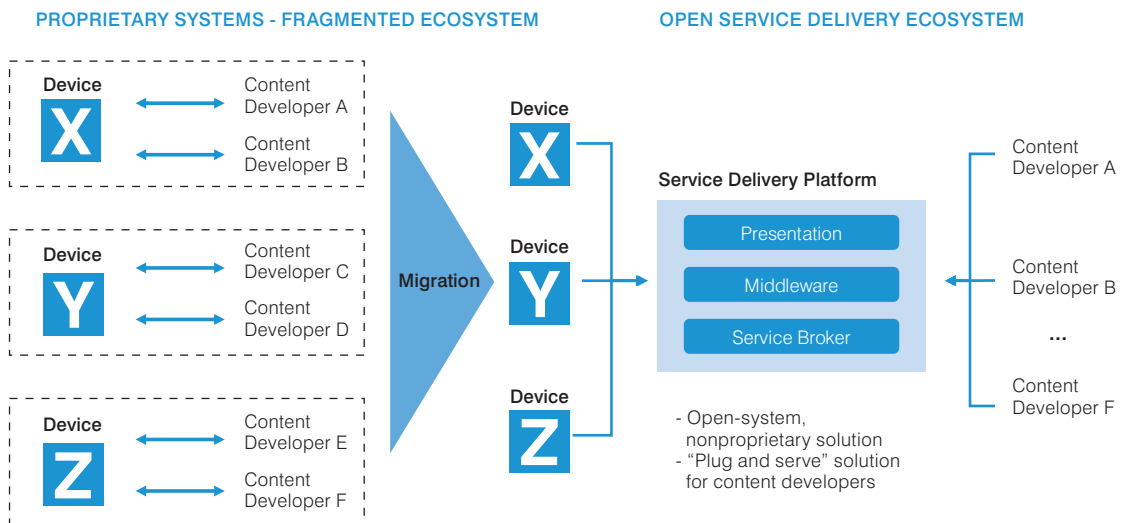 PROPRIETARY SYSTEMS - FRAGMENTED ECOSYSTEM
OPEN SERVICE DELIVERY ECOSYSTEM
Device
X
Content
Developer A
Content
Developer B
Device
Y
Content
Developer C
Content
Developer D
Device
Z
Content
Developer E
Content
Developer F
Migration
Device
X
Device
Y
Device
Z
Service Delivery Platform
Presentation
Middleware
Service Broker
- Open-system,
nonproprietary solution
- “Plug and serve” solution
for content developers
Content
Developer A
Content
Developer B
...
Content
Developer F